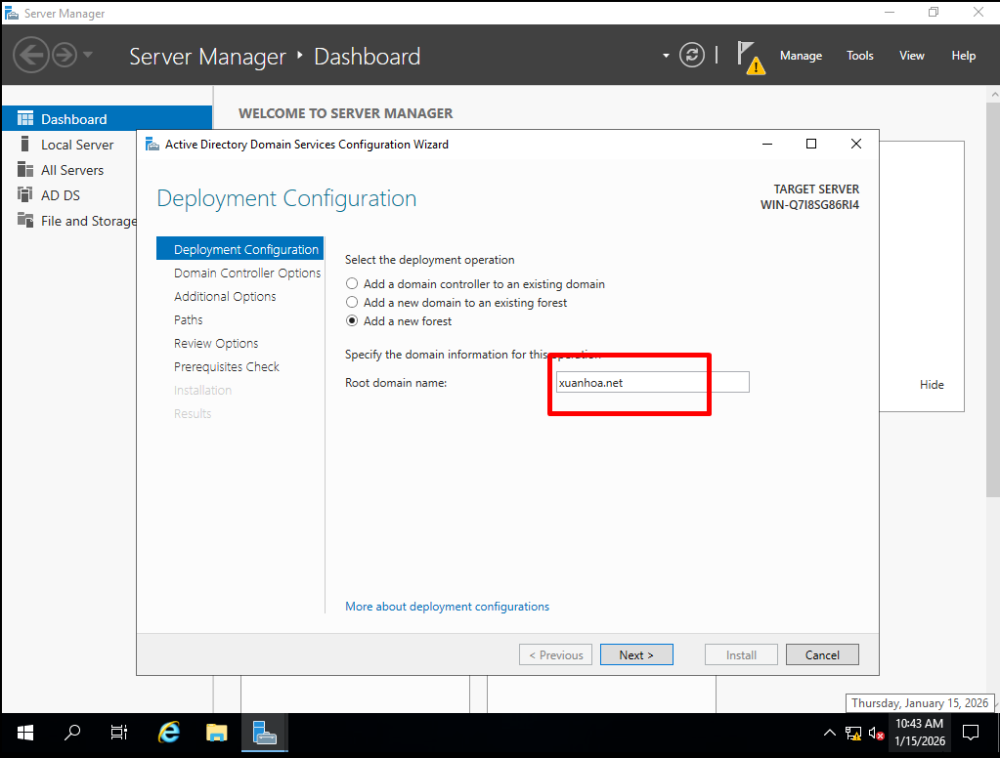 Server Manager
Server Manager ‣ Dashboard
Manage Tools View Help
Dashboard
Local Server
All Servers
AD DS
File and Storage
WELCOME TO SERVER MANAGER
Active Directory Domain Services Configuration Wizard
Deployment Configuration
TARGET SERVER
WIN-Q7I8SG86RI4
Deployment Configuration
Domain Controller Options
Additional Options
Paths
Review Options
Prerequisites Check
Installation
Results
Select the deployment operation
Add a domain controller to an existing domain
Add a new domain to an existing forest
Add a new forest
Specify the domain information for this operation
Root domain name: xuanhoa.net
More about deployment configurations
Hide
< Previous Next > Install Cancel
Thursday, January 15, 2026
10:43 AM
1/15/2026